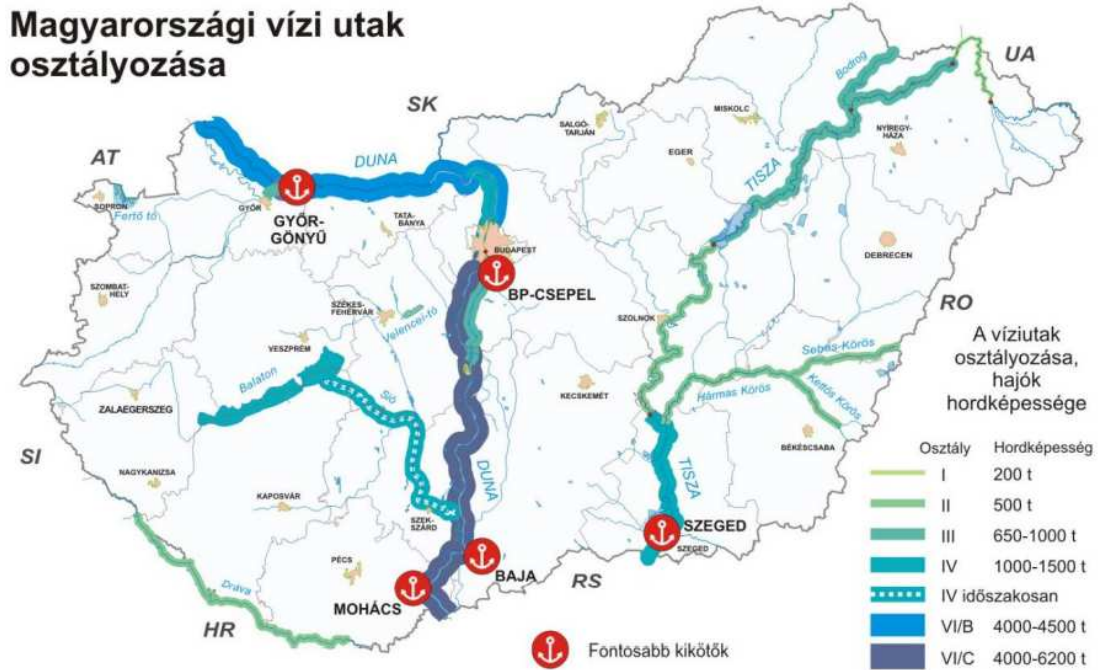 Magyarországi vízi utak
osztályozása
UA
SK
AT
Bodrog
SALGÓ-
TARJÁN
MISKOLC
NYÍREGY-
HÁZA
EGER
DUNA
TISZA
SOPRON
Fertő tó
GYŐR
GYŐR-
GÖNYŰ
TATA-
BÁNYA
BUDAPEST
BP-CSEPEL
DEBRECEN
SZOMBAT-
HELY
SZÉKES-
FEHÉRVÁR
Velencei-tó
SZOLNOK
RO
VESZPRÉM
Balaton
Sió
Sebes-Körös
Kettős Körös
Hármas Körös
ZALAEGERSZEG
KECSKEMÉT
BÉKÉSCSABA
SI
NAGYKANIZSA
KAPOSVÁR
SZEK-
SZÁRD
DUNA
TISZA
SZEGED
SZEGED
PÉCS
BAJA
RS
MOHÁCS
Dráva
HR
Fontosabb kikötők
A víziutak
osztályozása,
hajók
hordképessége
Osztály Hordképesség
I 200 t
II 500 t
III 650-1000 t
IV 1000-1500 t
IV időszakosan
VI/B 4000-4500 t
VI/C 4000-6200 t